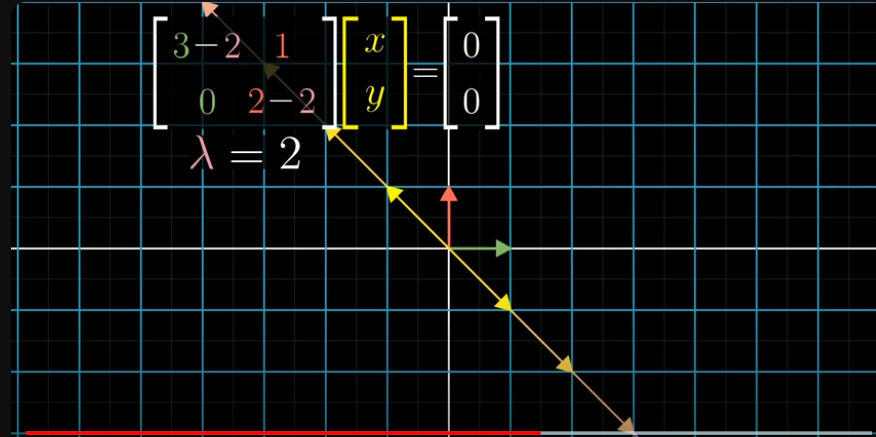 [3−2 1; 0 2−2] [x; y] = [0; 0]
λ = 2